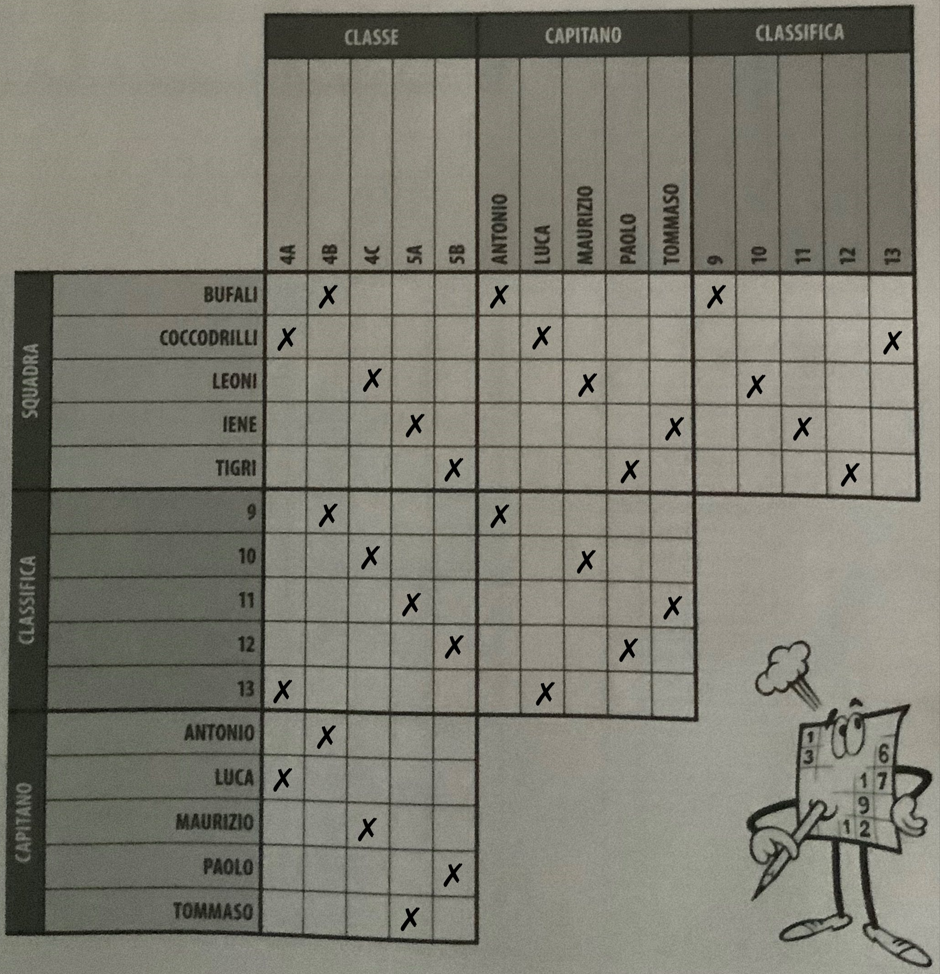 CLASSE CAPITANO CLASSIFICA
4A 4B 4C 5A 5B ANTONIO LUCA MAURIZIO PAOLO TOMMASO 9 10 11 12 13
SQUADRA
BUFALI X X X
COCCODRILLI X X X
LEONI X X X
IENE X X X
TIGRI X X X
CLASSIFICA
9 X X
10 X X
11 X X
12 X X
13 X X
CAPITANO
ANTONIO X
LUCA X
MAURIZIO X
PAOLO X
TOMMASO X
1
3 6
1 7
9
1 2